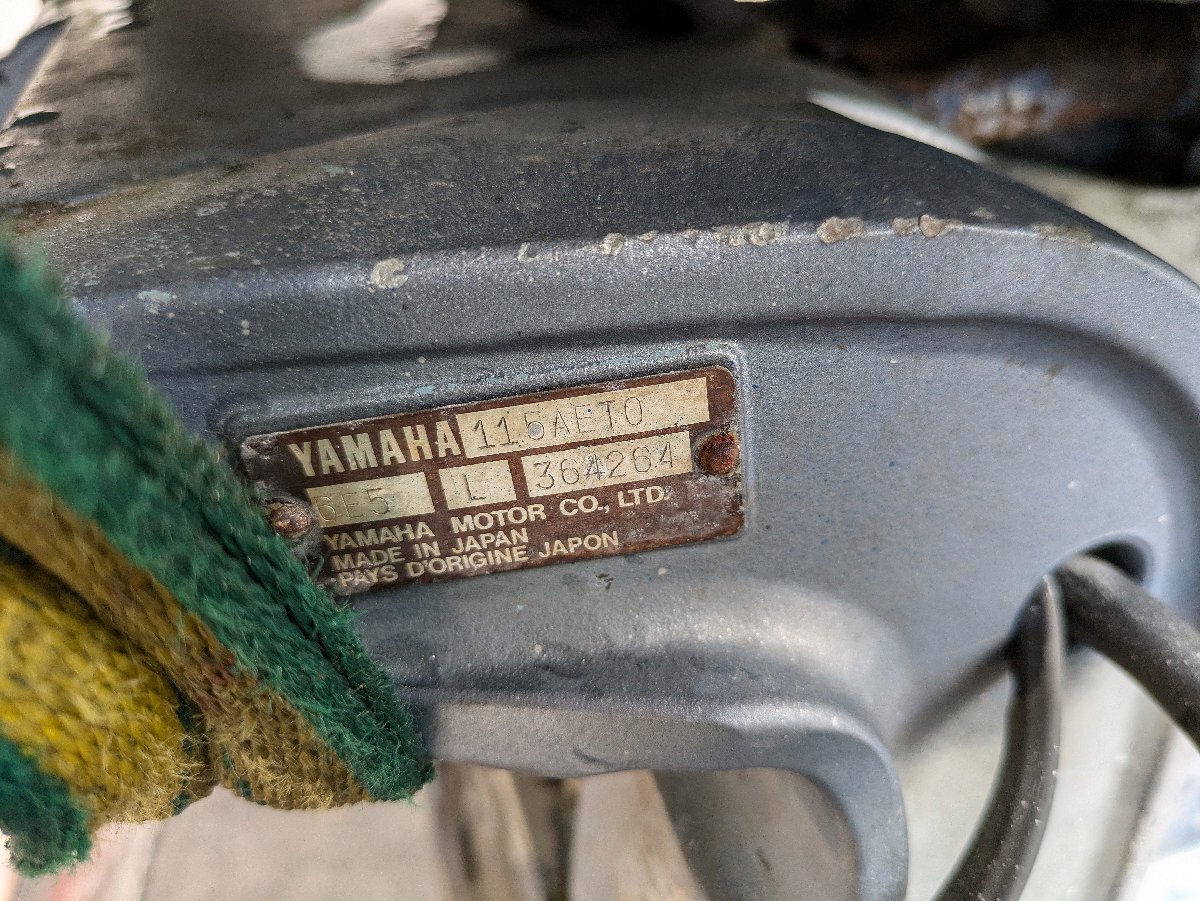 YAMAHA 115AETO
6E5 L 364264
YAMAHA MOTOR CO., LTD.
MADE IN JAPAN
PAYS D'ORIGINE JAPON